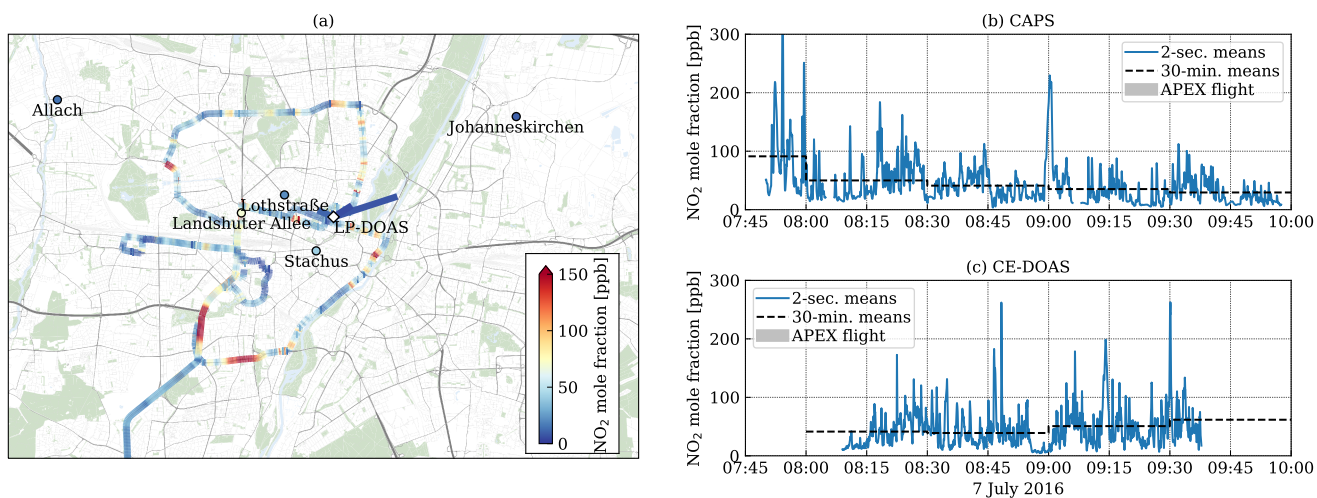 (a)
Allach
Johanneskirchen
Lothstraße
Landshuter Allee
LP-DOAS
Stachus
150
100
50
0
NO₂ mole fraction [ppb]
(b) CAPS
NO₂ mole fraction [ppb]
300
200
100
0
2-sec. means
30-min. means
APEX flight
07:45 08:00 08:15 08:30 08:45 09:00 09:15 09:30 09:45 10:00
(c) CE-DOAS
NO₂ mole fraction [ppb]
300
200
100
0
2-sec. means
30-min. means
APEX flight
07:45 08:00 08:15 08:30 08:45 09:00 09:15 09:30 09:45 10:00
7 July 2016